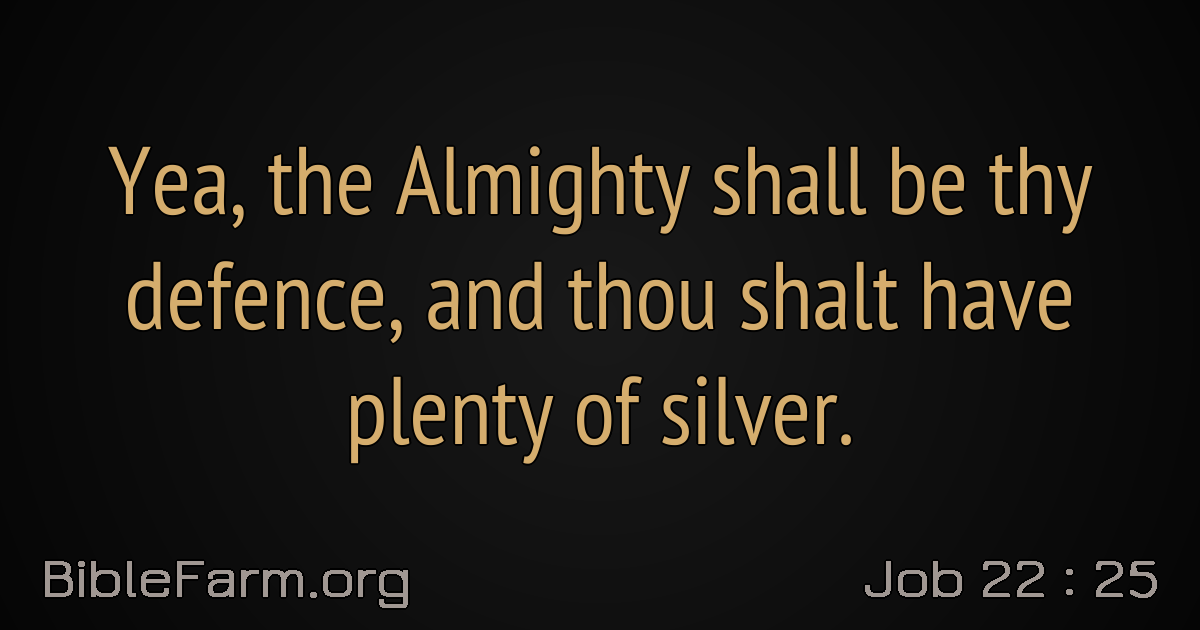 Yea, the Almighty shall be thy
defence, and thou shalt have
plenty of silver.
BibleFarm.org
Job 22 : 25